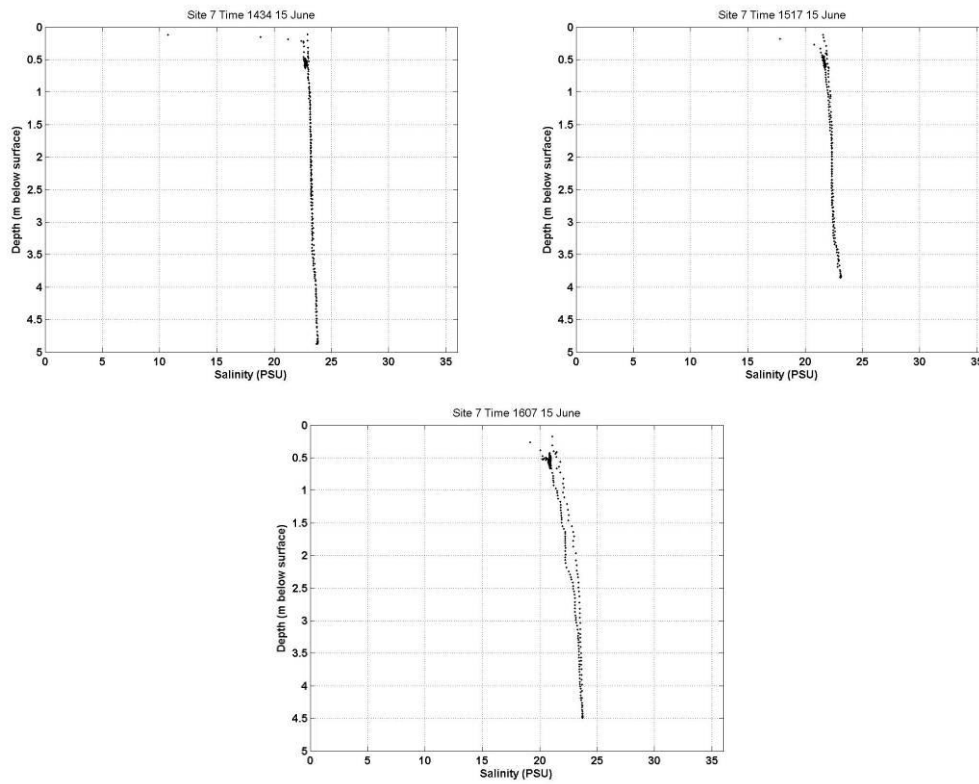 Site 7 Time 1434 15 June
0
0.5
1
1.5
2
2.5
3
3.5
4
4.5
5
Depth (m below surface)
0 5 10 15 20 25 30 35
Salinity (PSU)
Site 7 Time 1517 15 June
0
0.5
1
1.5
2
2.5
3
3.5
4
4.5
5
Depth (m below surface)
0 5 10 15 20 25 30 35
Salinity (PSU)
Site 7 Time 1607 15 June
0
0.5
1
1.5
2
2.5
3
3.5
4
4.5
5
Depth (m below surface)
0 5 10 15 20 25 30 35
Salinity (PSU)